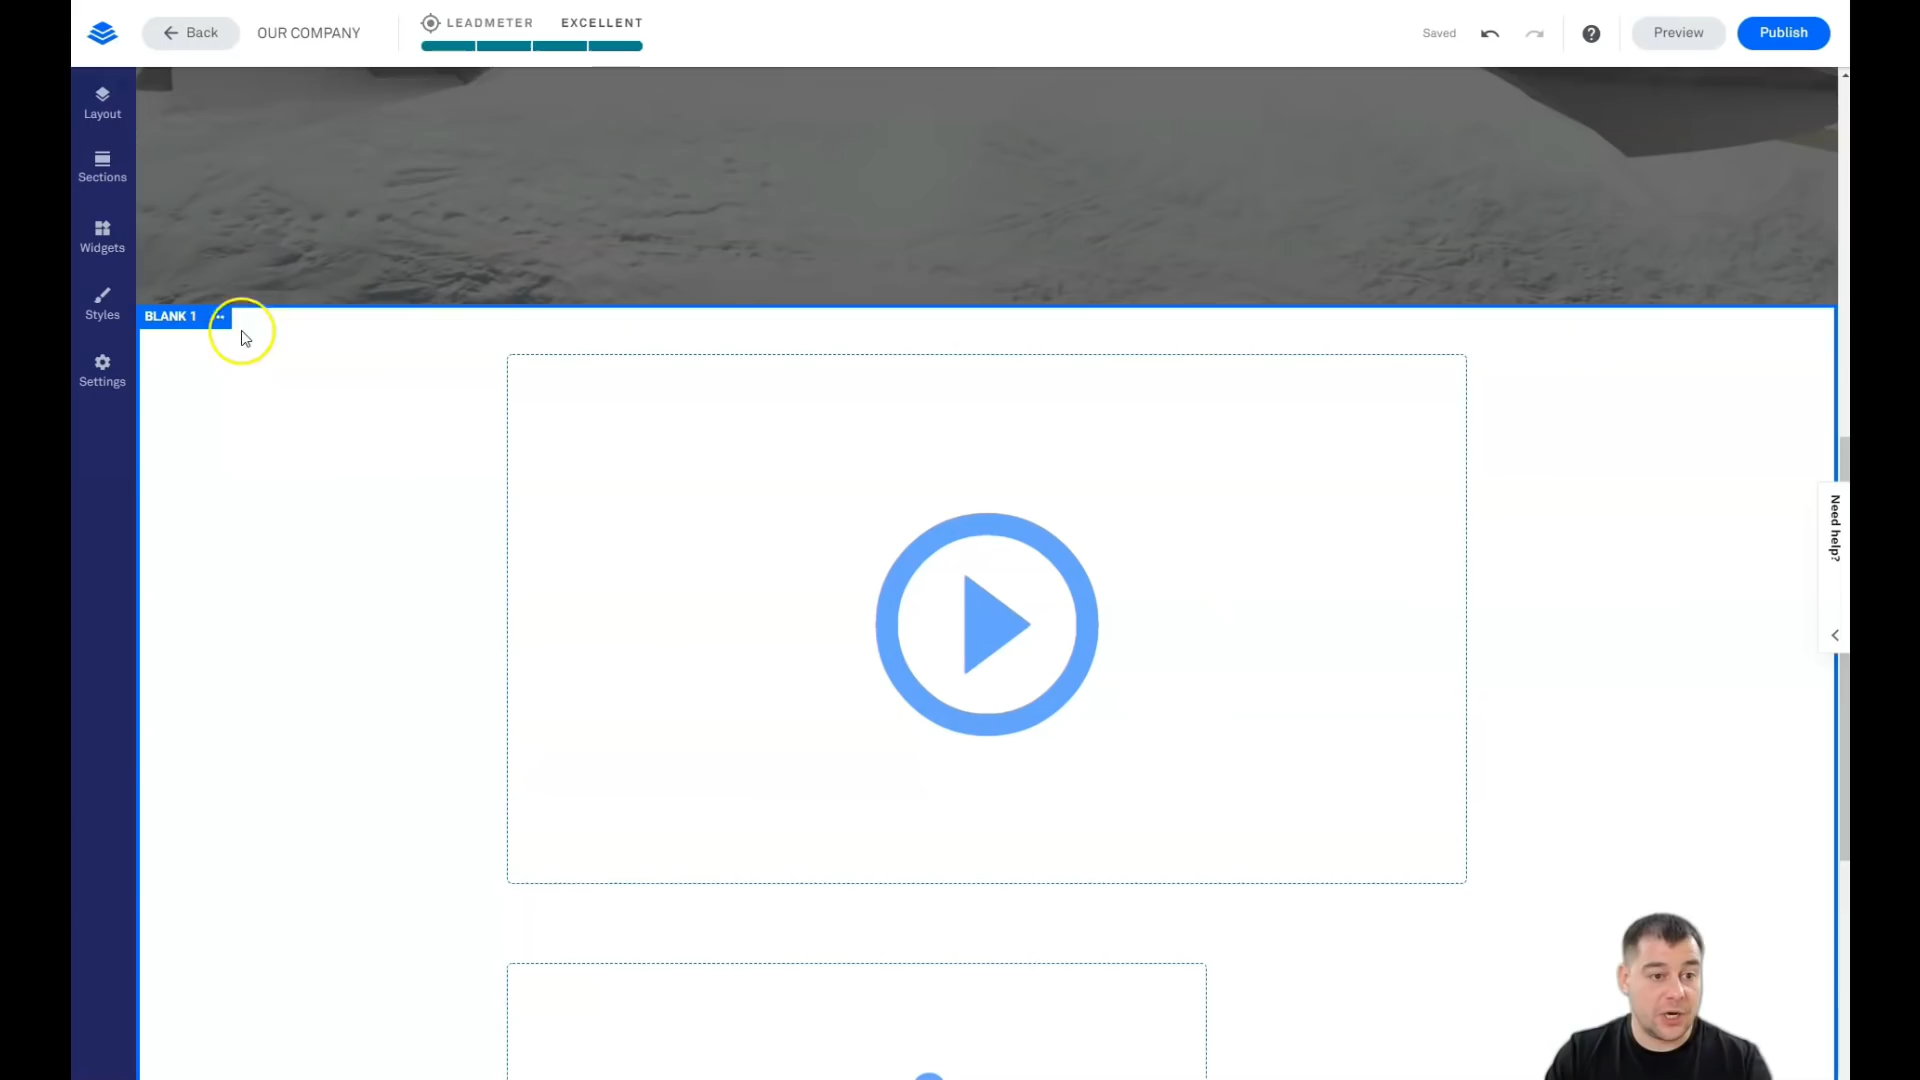 Back
OUR COMPANY
LEADMETER
EXCELLENT
Saved
Preview
Publish
Layout
Sections
Widgets
Styles
Settings
BLANK 1
Need help?